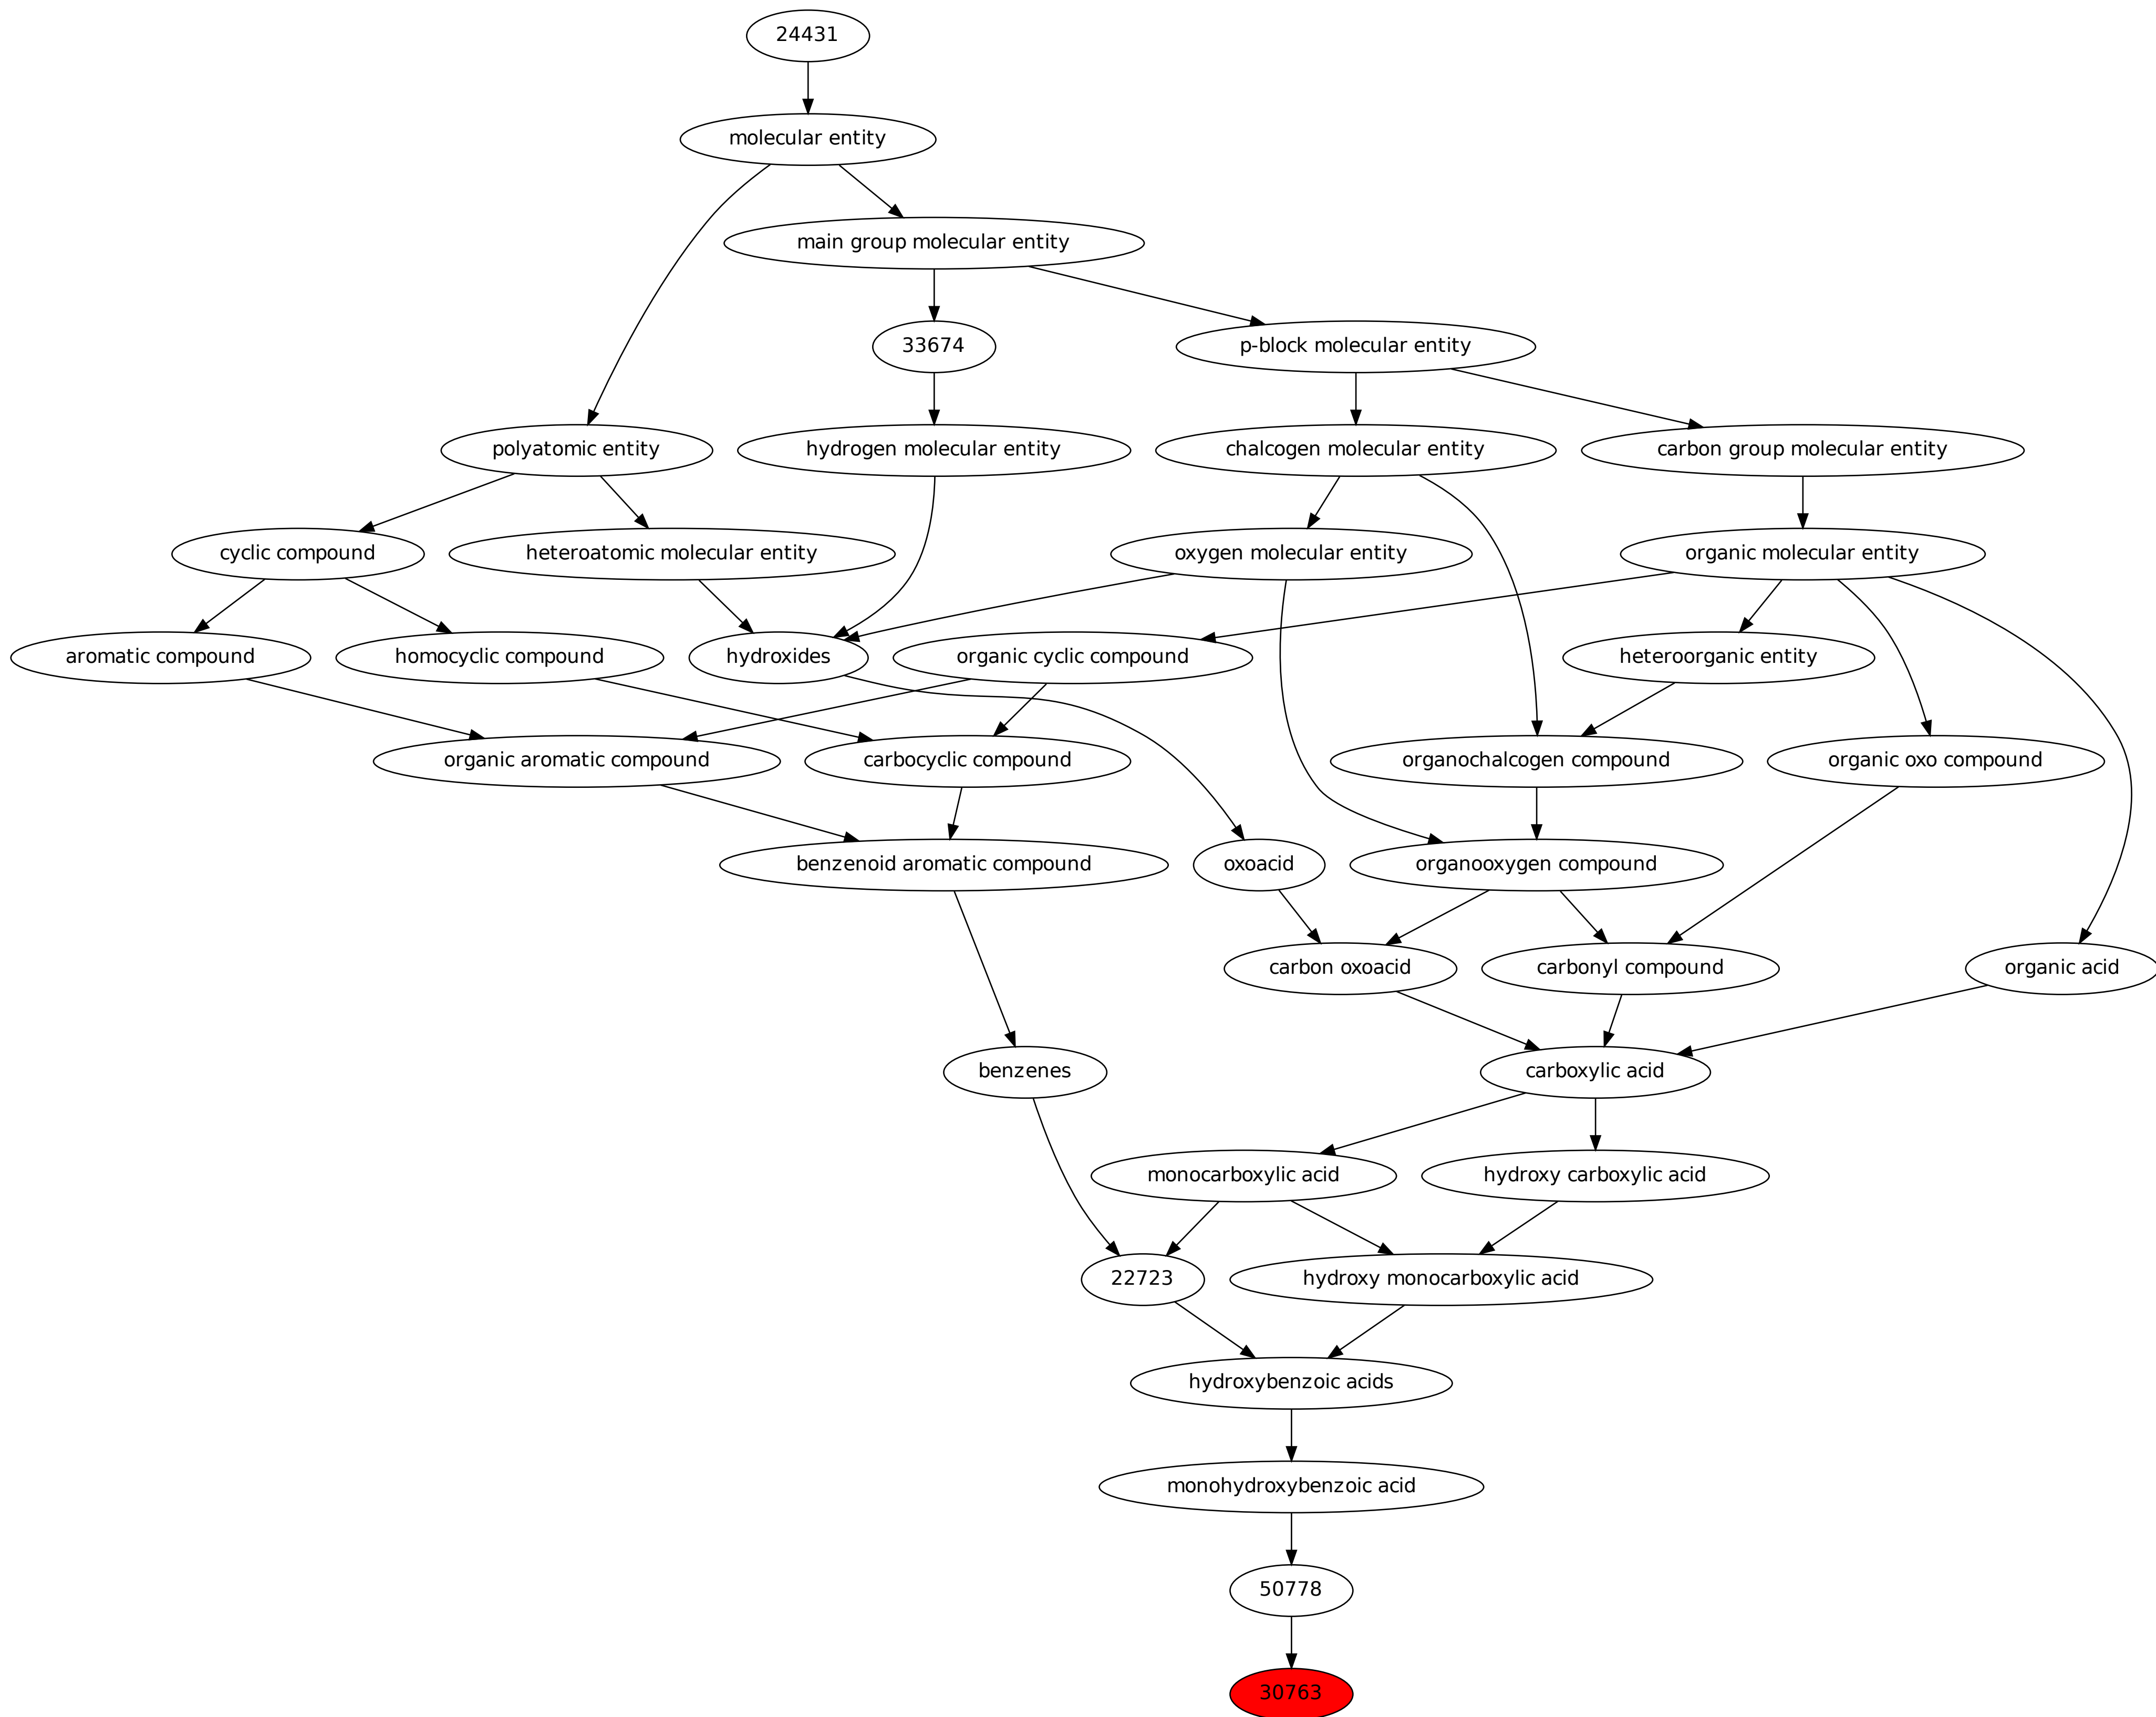 24431
molecular entity
main group molecular entity
33674
p-block molecular entity
polyatomic entity
hydrogen molecular entity
chalcogen molecular entity
carbon group molecular entity
cyclic compound
heteroatomic molecular entity
oxygen molecular entity
organic molecular entity
aromatic compound
homocyclic compound
hydroxides
organic cyclic compound
heteroorganic entity
organic aromatic compound
carbocyclic compound
organochalcogen compound
organic oxo compound
benzenoid aromatic compound
oxoacid
organooxygen compound
carbon oxoacid
carbonyl compound
organic acid
benzenes
carboxylic acid
monocarboxylic acid
hydroxy carboxylic acid
22723
hydroxy monocarboxylic acid
hydroxybenzoic acids
monohydroxybenzoic acid
50778
30763